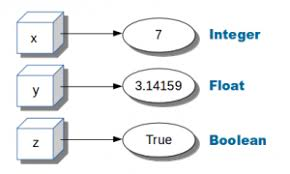 x 7 Integer
y 3.14159 Float
z True Boolean